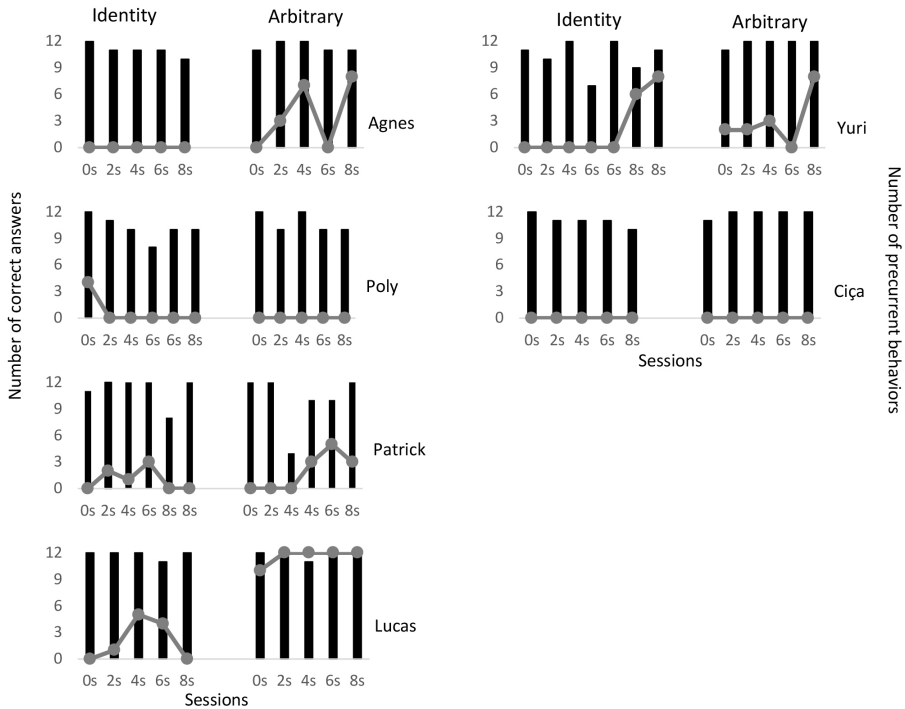 Identity Arbitrary
12
9
6
3
0
0s 2s 4s 6s 8s 0s 2s 4s 6s 8s
Agnes
12
9
6
3
0
0s 2s 4s 6s 6s 8s 0s 2s 4s 6s 8s
Poly
12
9
6
3
0
0s 2s 4s 6s 8s 8s 0s 2s 4s 4s 6s 8s
Patrick
12
9
6
3
0
0s 2s 4s 6s 8s 0s 2s 4s 6s 8s
Lucas
Sessions
Number of correct answers
Identity Arbitrary
12
9
6
3
0
0s 2s 4s 6s 6s 8s 8s 0s 2s 4s 6s 8s
Yuri
12
9
6
3
0
0s 2s 4s 6s 8s 0s 2s 4s 6s 8s
Ciça
Sessions
Number of precurrent behaviors